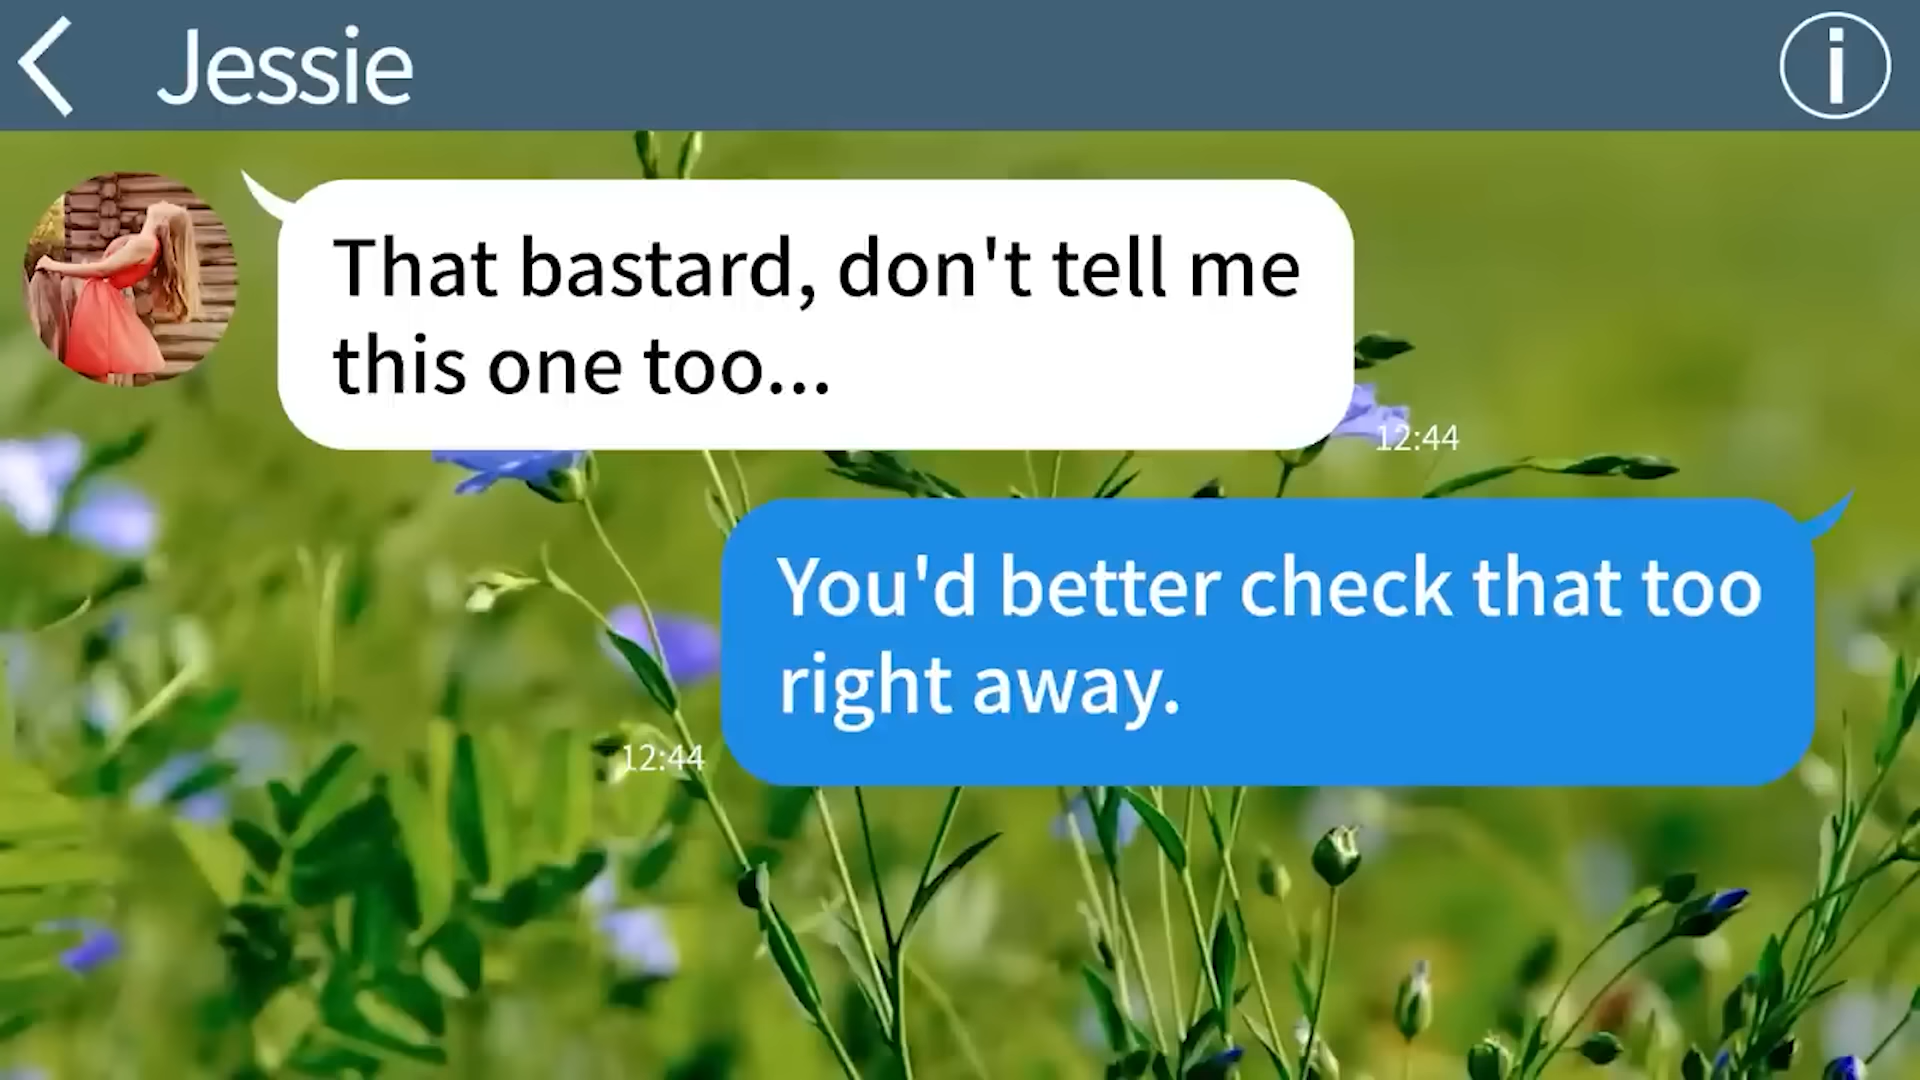 Jessie
That bastard, don't tell me
this one too...
12:44
You'd better check that too
right away.
12:44